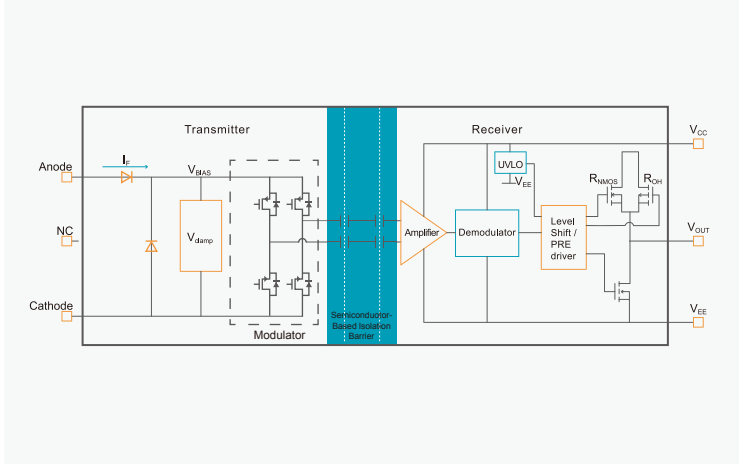 Transmitter
Receiver
Anode
NC
Cathode
IF
VBIAS
Vclamp
Modulator
Semiconductor-
Based Isolation
Barrier
Amplifier
Demodulator
UVLO
VEE
Level
Shift /
PRE
driver
RNMOS
ROH
VCC
VOUT
VEE